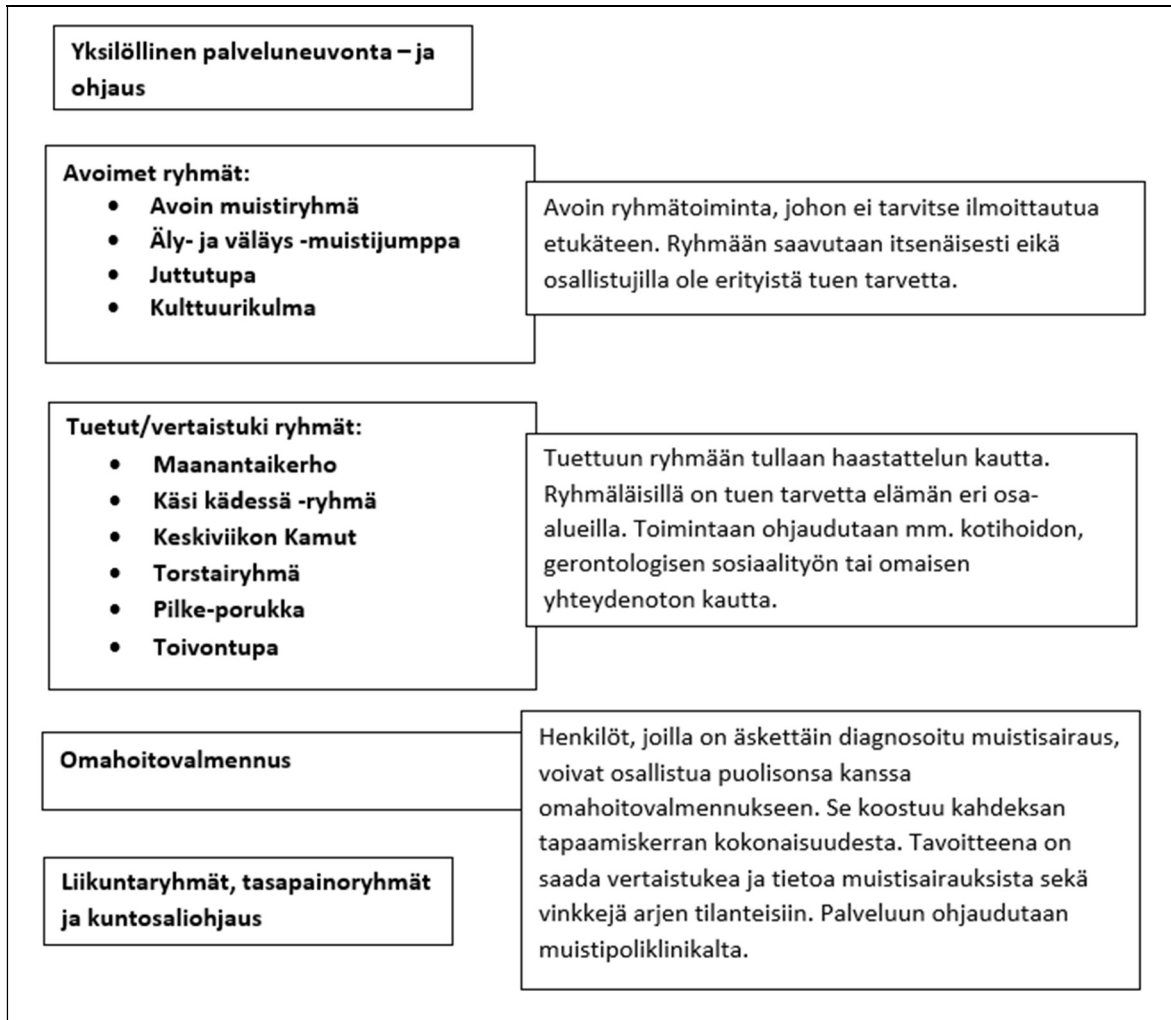 Yksilöllinen palveluneuvonta – ja
ohjaus
Avoimet ryhmät:
• Avoin muistiryhmä
• Äly- ja väläys -muistijumppa
• Juttutupa
• Kulttuurikulma
Avoin ryhmätoiminta, johon ei tarvitse ilmoittautua
etukäteen. Ryhmään saavutaan itsenäisesti eikä
osallistujilla ole erityistä tuen tarvetta.
Tuetut/vertaistuki ryhmät:
• Maanantaikerho
• Käsi kädessä -ryhmä
• Keskiviikon Kamut
• Torstairyhmä
• Pilke-porukka
• Toivontupa
Tuettuun ryhmään tullaan haastattelun kautta.
Ryhmäläisillä on tuen tarvetta elämän eri osa-
alueilla. Toimintaan ohjaudutaan mm. kotihoidon,
gerontologisen sosiaalityön tai omaisen
yhteydenoton kautta.
Omahoitovalmennus
Henkilöt, joilla on äskettäin diagnosoitu muistisairaus,
voivat osallistua puolisonsa kanssa
omahoitovalmennukseen. Se koostuu kahdeksan
tapaamiskerran kokonaisuudesta. Tavoitteena on
saada vertaistukea ja tietoa muistisairauksista sekä
vinkkejä arjen tilanteisiin. Palveluun ohjaudutaan
muistipoliklinikalta.
Liikuntaryhmät, tasapainoryhmät
ja kuntosaliohjaus